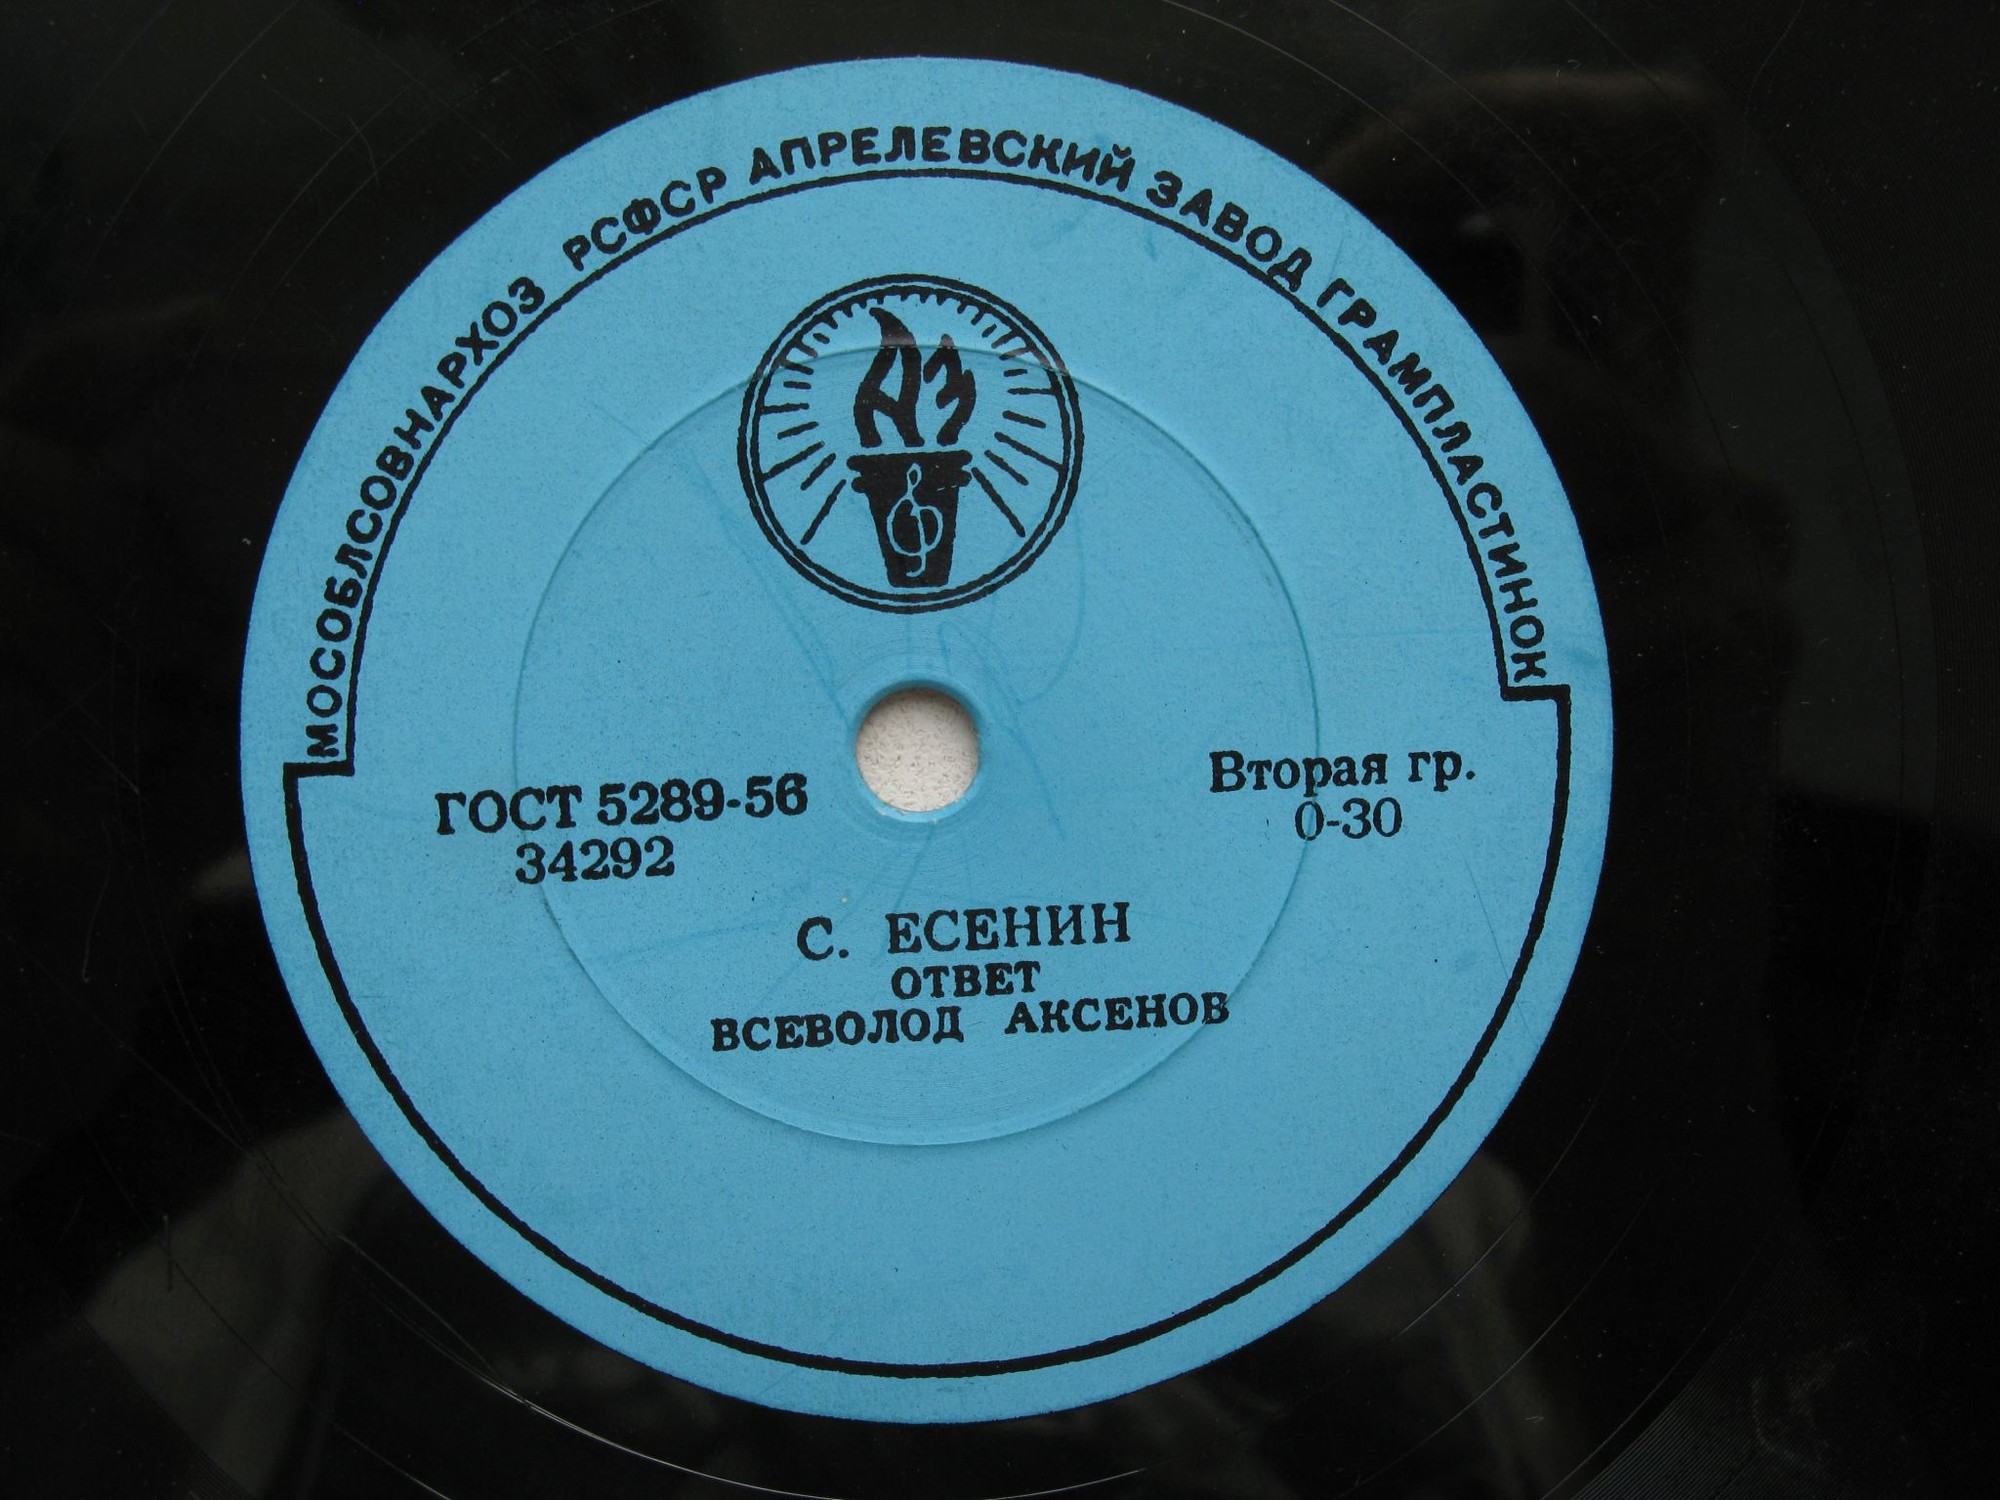 МОСОБЛСОВНАРХОЗ РСФСР АПРЕЛЕВСКИЙ ЗАВОД ГРАМПЛАСТИНОК
АЗ
ГОСТ 5289-56
34292
Вторая гр.
0-30
С. ЕСЕНИН
ОТВЕТ
ВСЕВОЛОД АКСЕНОВ